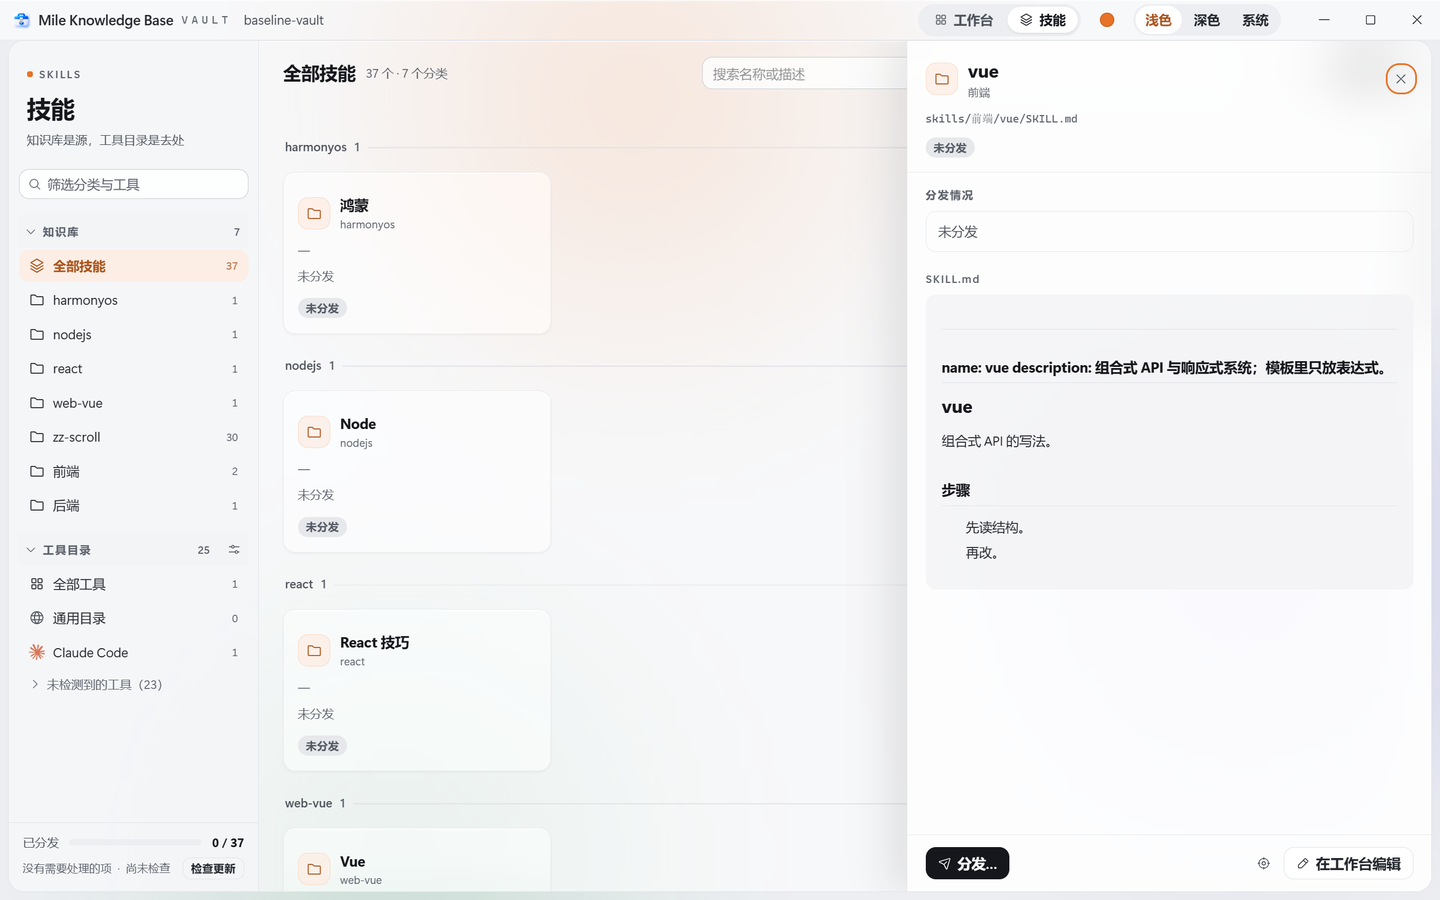 Mile Knowledge Base VAULT baseline-vault
工作台 技能 浅色 深色 系统
SKILLS
技能
知识库是源，工具目录是去处
筛选分类与工具
知识库 7
全部技能 37
harmonyos 1
nodejs 1
react 1
web-vue 1
zz-scroll 30
前端 2
后端 1
工具目录 25
全部工具 1
通用目录 0
Claude Code 1
未检测到的工具（23）
已分发 0 / 37
没有需要处理的项 · 尚未检查 检查更新
全部技能 37 个 · 7 个分类
搜索名称或描述
harmonyos 1
鸿蒙
harmonyos
—
未分发
未分发
nodejs 1
Node
nodejs
—
未分发
未分发
react 1
React 技巧
react
—
未分发
未分发
web-vue 1
Vue
web-vue
vue
前端
skills/前端/vue/SKILL.md
未分发
分发情况
未分发
SKILL.md
name: vue description: 组合式 API 与响应式系统；模板里只放表达式。
vue
组合式 API 的写法。
步骤
先读结构。
再改。
分发...
在工作台编辑